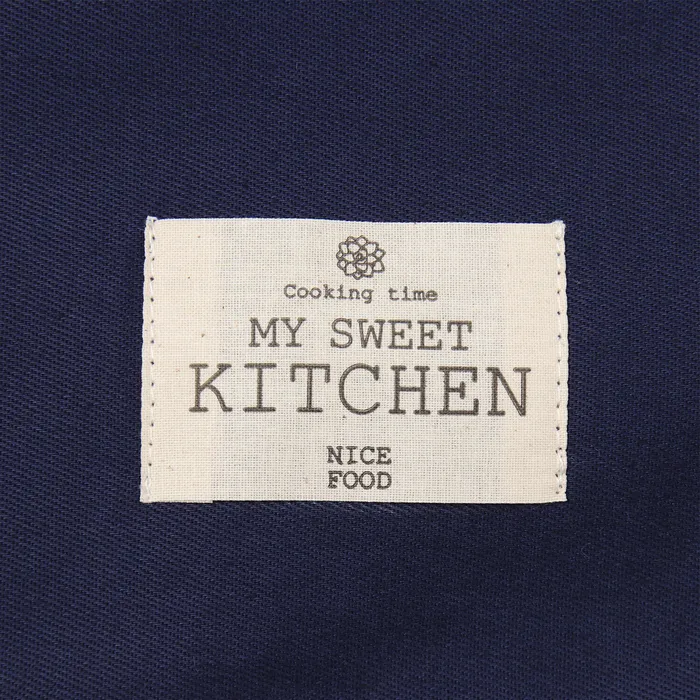 Cooking time
MY SWEET
KITCHEN
NICE
FOOD